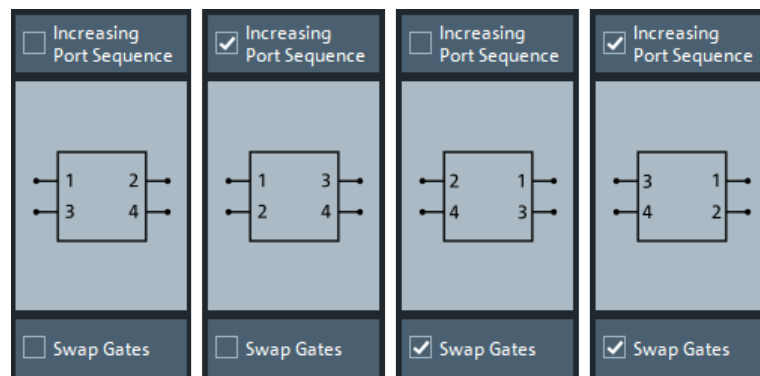 Increasing
Port Sequence
1 2
3 4
Swap Gates
Increasing
Port Sequence
1 3
2 4
Swap Gates
Increasing
Port Sequence
2 1
4 3
Swap Gates
Increasing
Port Sequence
3 1
4 2
Swap Gates